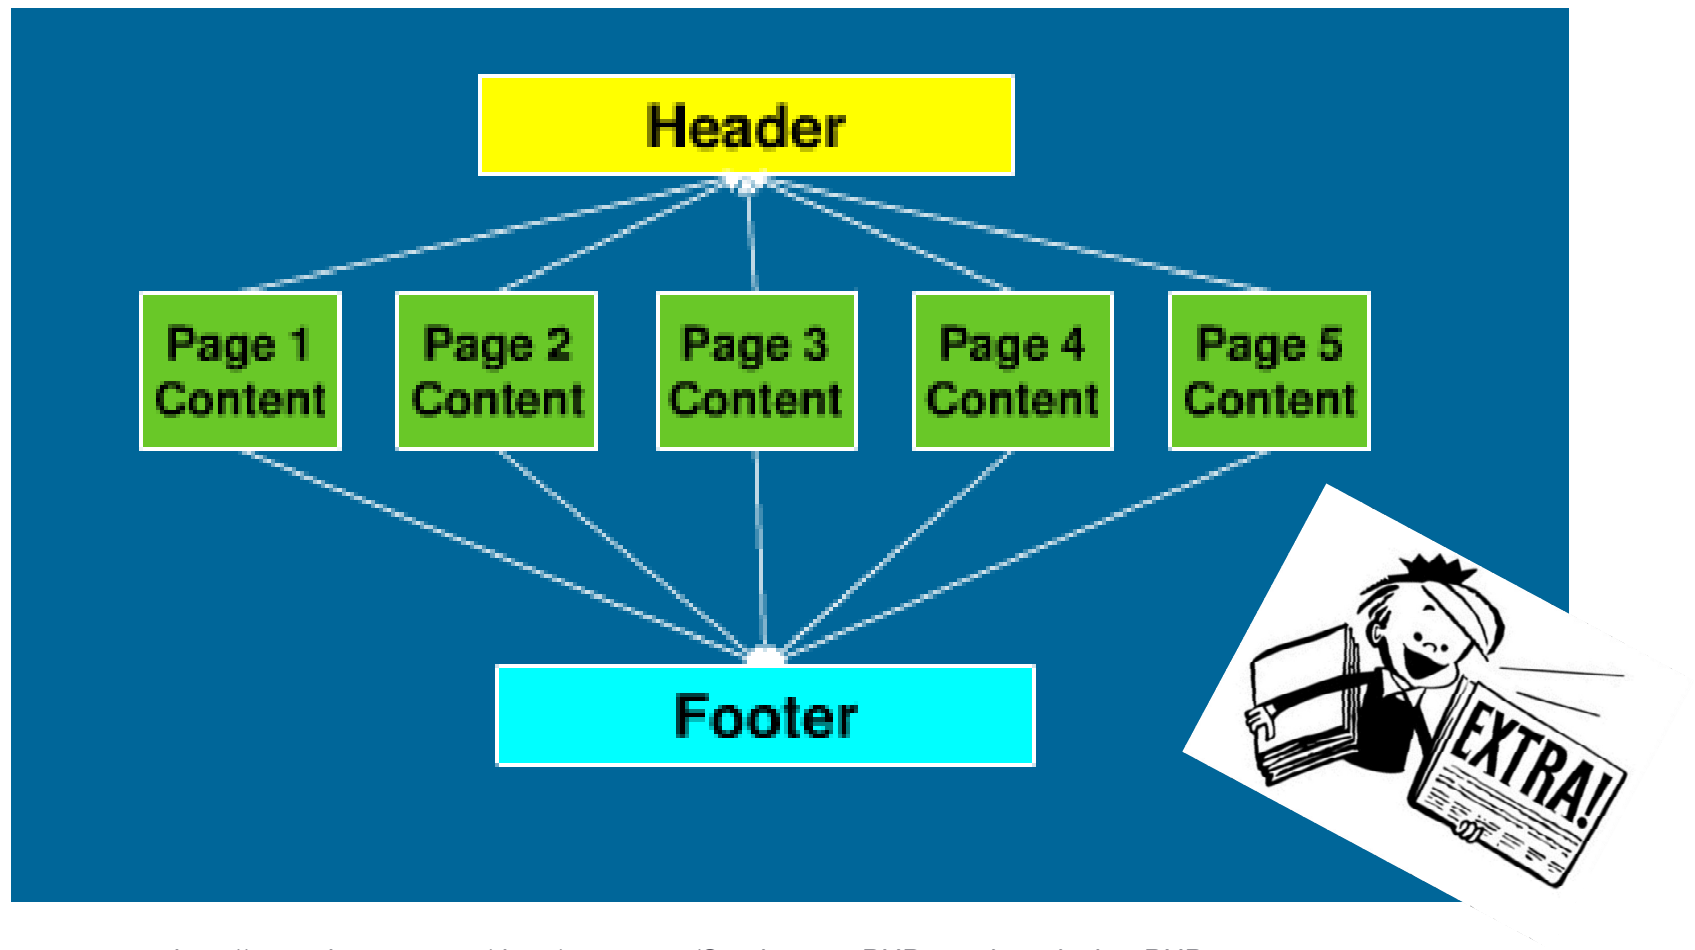 Header
Page 1
Content
Page 2
Content
Page 3
Content
Page 4
Content
Page 5
Content
Footer
EXTRA!